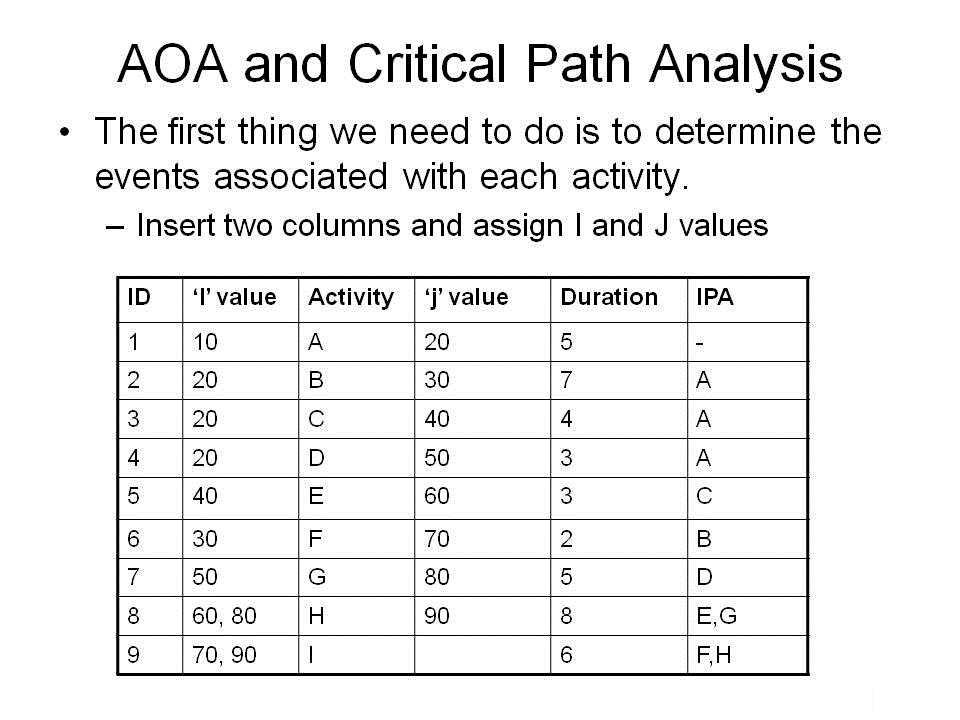 AOA and Critical Path Analysis
• The first thing we need to do is to determine the
events associated with each activity.
– Insert two columns and assign I and J values
ID ‘I’ value Activity ‘j’ value Duration IPA
1 10 A 20 5 -
2 20 B 30 7 A
3 20 C 40 4 A
4 20 D 50 3 A
5 40 E 60 3 C
6 30 F 70 2 B
7 50 G 80 5 D
8 60, 80 H 90 8 E,G
9 70, 90 I 6 F,H